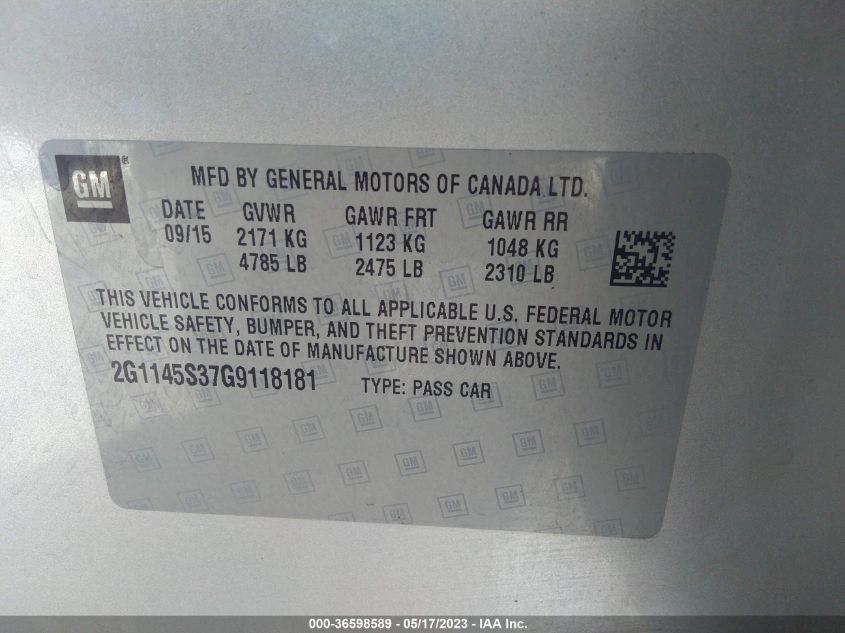 GM ®
MFD BY GENERAL MOTORS OF CANADA LTD.
DATE GVWR GAWR FRT GAWR RR
09/15 2171 KG 1123 KG 1048 KG
4785 LB 2475 LB 2310 LB
THIS VEHICLE CONFORMS TO ALL APPLICABLE U.S. FEDERAL MOTOR
VEHICLE SAFETY, BUMPER, AND THEFT PREVENTION STANDARDS IN
EFFECT ON THE DATE OF MANUFACTURE SHOWN ABOVE.
2G1145S37G9118181 TYPE: PASS CAR
000-36598589 - 05/17/2023 - IAA Inc.